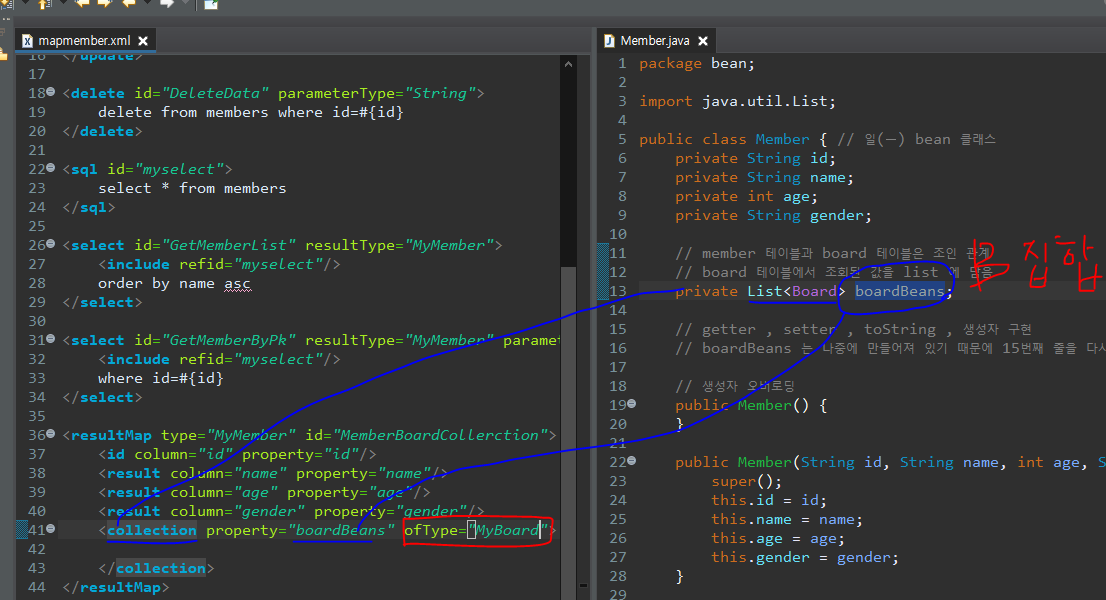 mapmember.xml
16 </update>
17
18 <delete id="DeleteData" parameterType="String">
19 delete from members where id=#{id}
20 </delete>
21
22 <sql id="myselect">
23 select * from members
24 </sql>
25
26 <select id="GetMemberList" resultType="MyMember">
27 <include refid="myselect"/>
28 order by name asc
29 </select>
30
31 <select id="GetMemberByPk" resultType="MyMember" paramet
32 <include refid="myselect"/>
33 where id=#{id}
34 </select>
35
36 <resultMap type="MyMember" id="MemberBoardCollerction">
37 <id column="id" property="id"/>
38 <result column="name" property="name"/>
39 <result column="age" property="age"/>
40 <result column="gender" property="gender"/>
41 <collection property="boardBeans" ofType="MyBoard">
42
43 </collection>
44 </resultMap>
Member.java
1 package bean;
2
3 import java.util.List;
4
5 public class Member { // 일(一) bean 클래스
6 private String id;
7 private String name;
8 private int age;
9 private String gender;
10
11 // member 테이블과 board 테이블은 조인 관계
12 // board 테이블에서 조회된 값을 list 에 담음
13 private List<Board> boardBeans;
14
15 // getter , setter , toString , 생성자 구현
16 // boardBeans 는 나중에 만들어져 있기 때문에 15번째 줄을 다시
17
18 // 생성자 오버로딩
19 public Member() {
20 }
21
22 public Member(String id, String name, int age, S
23 super();
24 this.id = id;
25 this.name = name;
26 this.age = age;
27 this.gender = gender;
28 }
29
집합